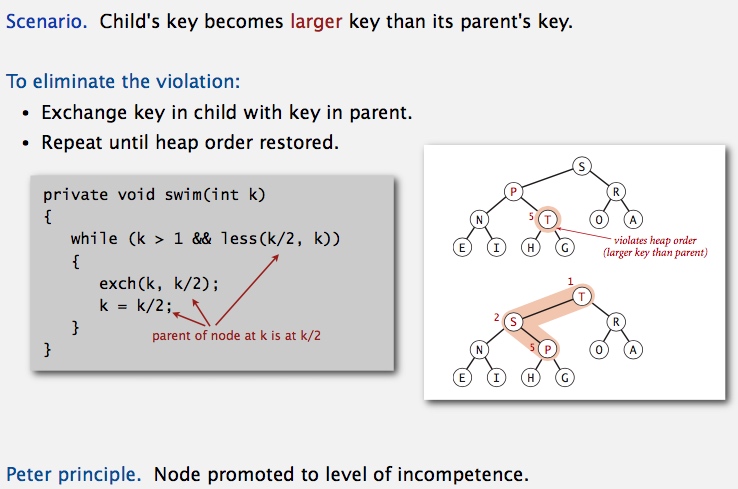 Scenario. Child's key becomes larger key than its parent's key.
To eliminate the violation:
• Exchange key in child with key in parent.
• Repeat until heap order restored.
private void swim(int k)
{
while (k > 1 && less(k/2, k))
{
exch(k, k/2);
k = k/2;
}
}
parent of node at k is at k/2
S
P R
N 5 T O A
E I H G
violates heap order
(larger key than parent)
1
T
2 S R
N 5 P O A
E I H G
Peter principle. Node promoted to level of incompetence.